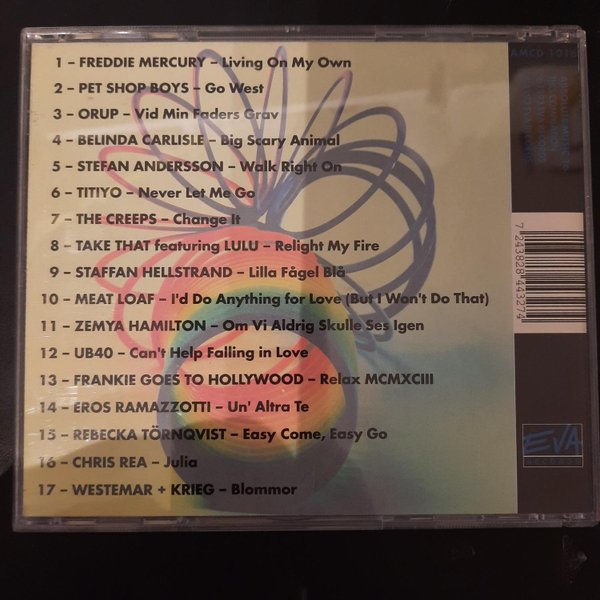 1 – FREDDIE MERCURY – Living On My Own
2 – PET SHOP BOYS – Go West
3 – ORUP – Vid Min Faders Grav
4 – BELINDA CARLISLE – Big Scary Animal
5 – STEFAN ANDERSSON – Walk Right On
6 – TITIYO – Never Let Me Go
7 – THE CREEPS – Change It
8 – TAKE THAT featuring LULU – Relight My Fire
9 – STAFFAN HELLSTRAND – Lilla Fågel Blå
10 – MEAT LOAF – I'd Do Anything for Love (But I Won't Do That)
11 – ZEMYA HAMILTON – Om Vi Aldrig Skulle Ses Igen
12 – UB40 – Can't Help Falling in Love
13 – FRANKIE GOES TO HOLLYWOOD – Relax MCMXCIII
14 – EROS RAMAZZOTTI – Un' Altra Te
15 – REBECKA TÖRNQVIST – Easy Come, Easy Go
16 – CHRIS REA – Julia
17 – WESTEMAR + KRIEG – Blommor
7 243828 443274
EVA
records